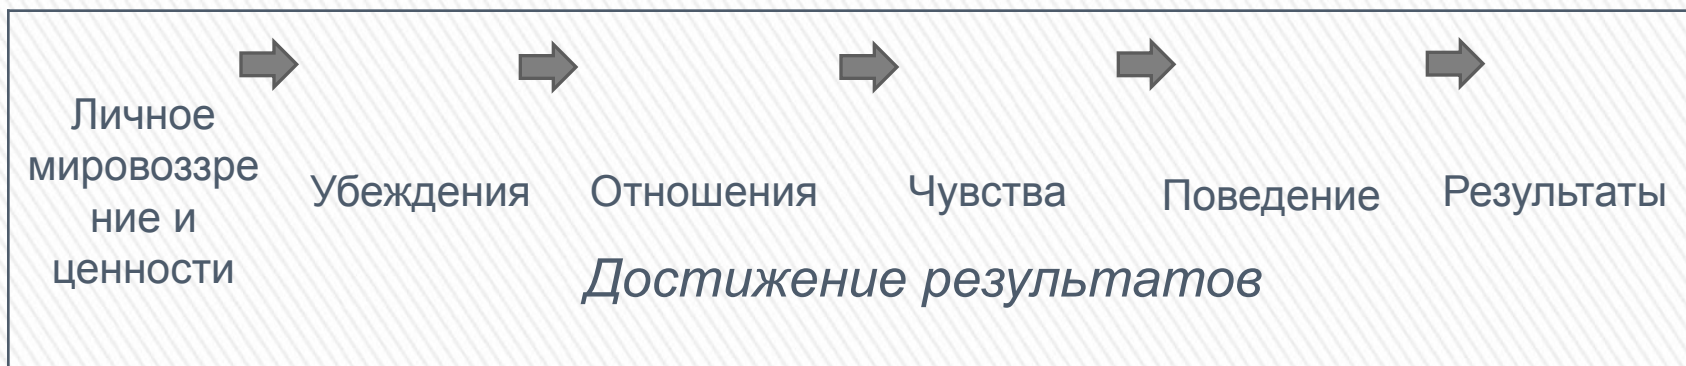 Личное
мировоззре
ние и
ценности
Убеждения
Отношения
Чувства
Поведение
Результаты
Достижение результатов